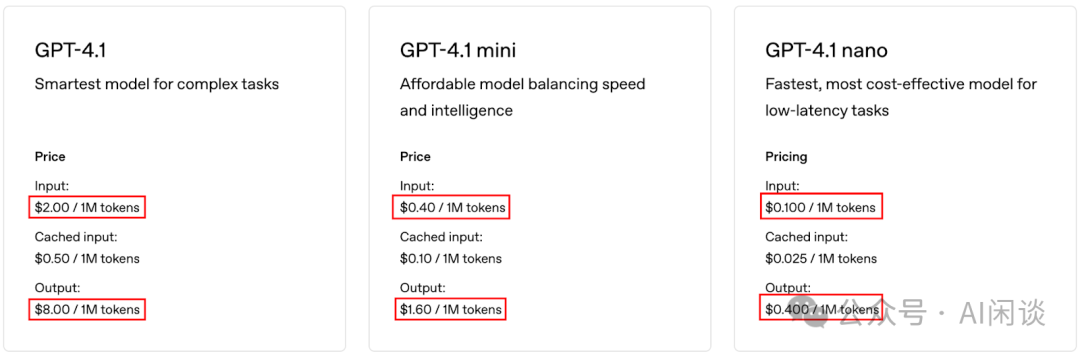 GPT-4.1
Smartest model for complex tasks
Price
Input:
$2.00 / 1M tokens
Cached input:
$0.50 / 1M tokens
Output:
$8.00 / 1M tokens
GPT-4.1 mini
Affordable model balancing speed
and intelligence
Price
Input:
$0.40 / 1M tokens
Cached input:
$0.10 / 1M tokens
Output:
$1.60 / 1M tokens
GPT-4.1 nano
Fastest, most cost-effective model for
low-latency tasks
Pricing
Input:
$0.100 / 1M tokens
Cached input:
$0.025 / 1M tokens
Output:
$0.400 / 1M tokens
公众号 · AI闲谈